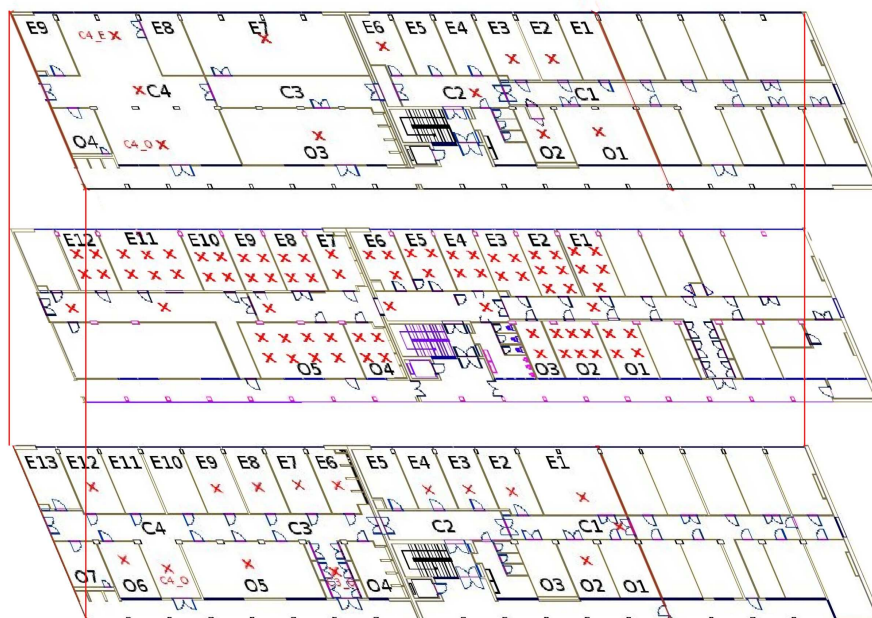 E9 E8 E7 E6 E5 E4 E3 E2 E1
C4_E
C4 C3 C2 C1
O4 C4_O O3 O2 O1
E12 E11 E10 E9 E8 E7 E6 E5 E4 E3 E2 E1
O5 O4 O3 O2 O1
E13 E12 E11 E10 E9 E8 E7 E6 E5 E4 E3 E2 E1
C4 C3 C2 C1
O7 O6 C4_O O5 O4 O3 O2 O1